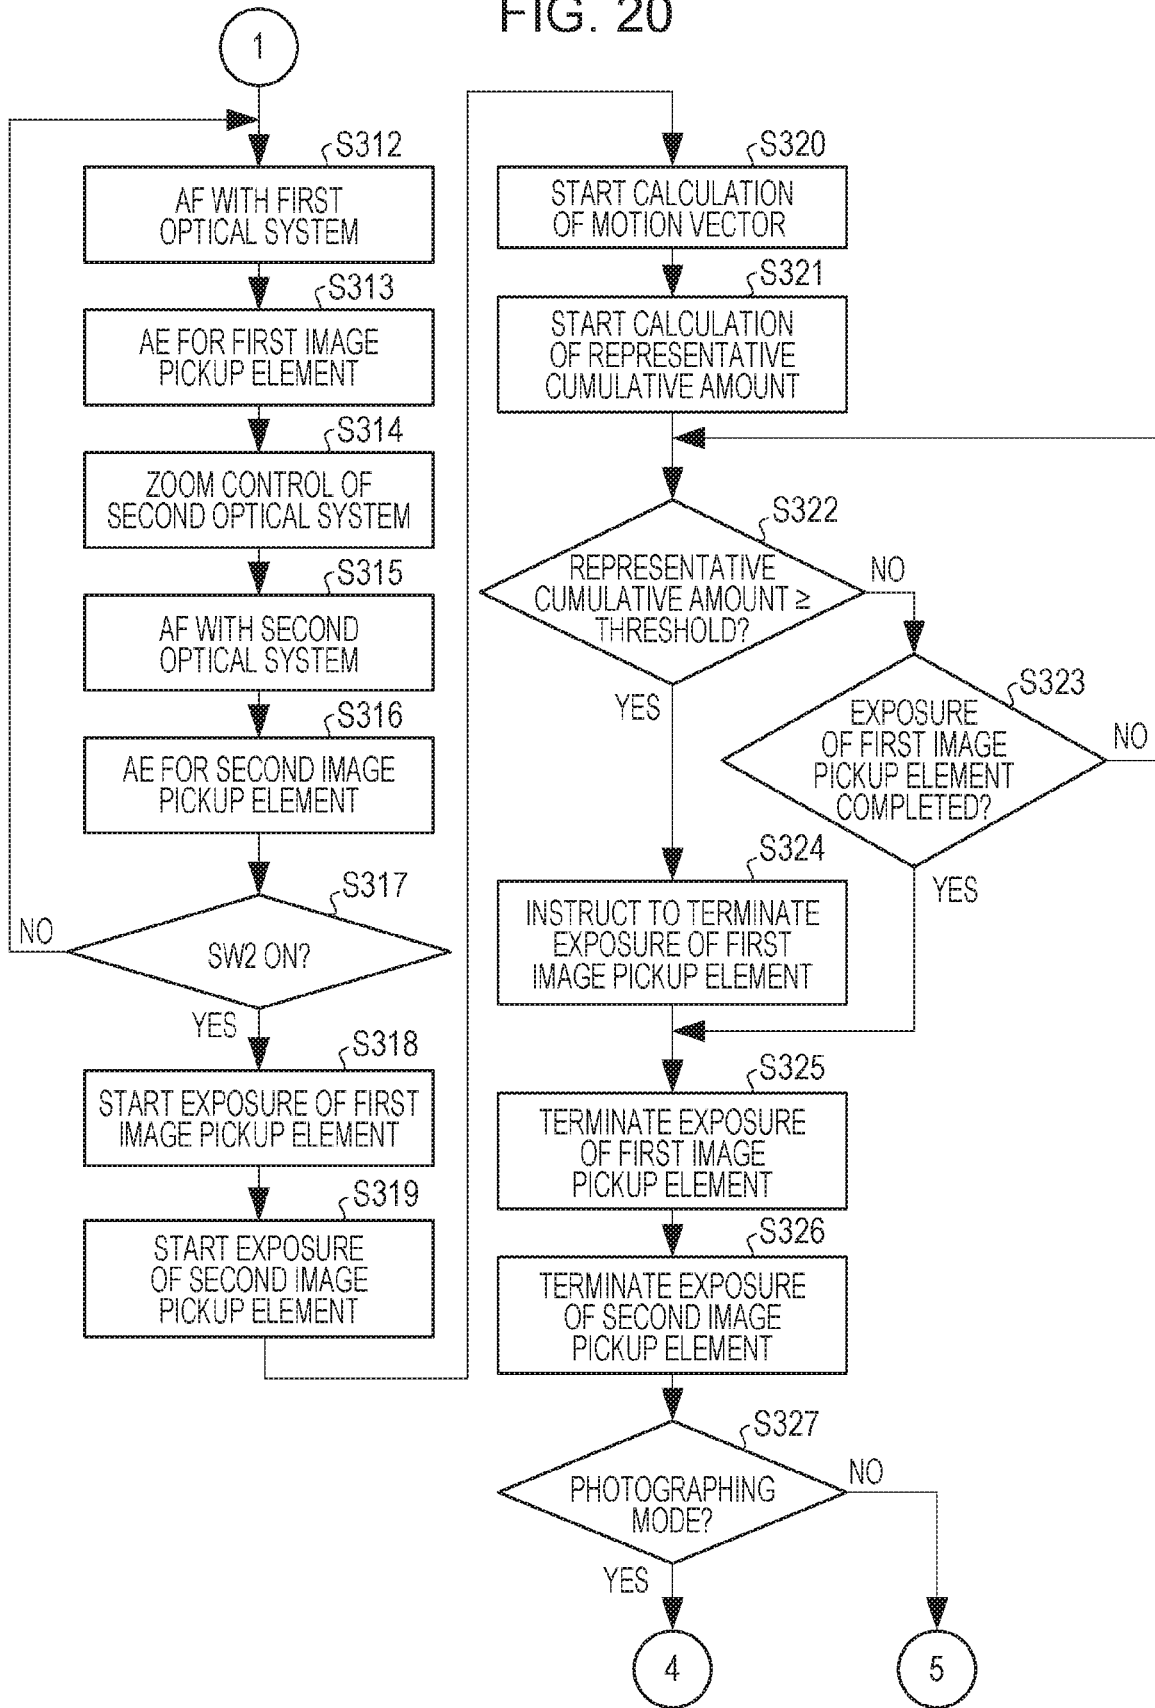 FIG. 20
1
S312
AF WITH FIRST
OPTICAL SYSTEM
S313
AE FOR FIRST IMAGE
PICKUP ELEMENT
S314
ZOOM CONTROL OF
SECOND OPTICAL SYSTEM
S315
AF WITH SECOND
OPTICAL SYSTEM
S316
AE FOR SECOND IMAGE
PICKUP ELEMENT
S317
NO
SW2 ON?
YES
S318
START EXPOSURE OF FIRST
IMAGE PICKUP ELEMENT
S319
START EXPOSURE
OF SECOND IMAGE
PICKUP ELEMENT
S320
START CALCULATION
OF MOTION VECTOR
S321
START CALCULATION
OF REPRESENTATIVE
CUMULATIVE AMOUNT
S322
REPRESENTATIVE
CUMULATIVE AMOUNT ≥
THRESHOLD?
NO
YES
S323
EXPOSURE
OF FIRST IMAGE
PICKUP ELEMENT
COMPLETED?
NO
YES
S324
INSTRUCT TO TERMINATE
EXPOSURE OF FIRST
IMAGE PICKUP ELEMENT
S325
TERMINATE EXPOSURE
OF FIRST IMAGE
PICKUP ELEMENT
S326
TERMINATE EXPOSURE
OF SECOND IMAGE
PICKUP ELEMENT
S327
PHOTOGRAPHING
MODE?
NO
YES
4
5